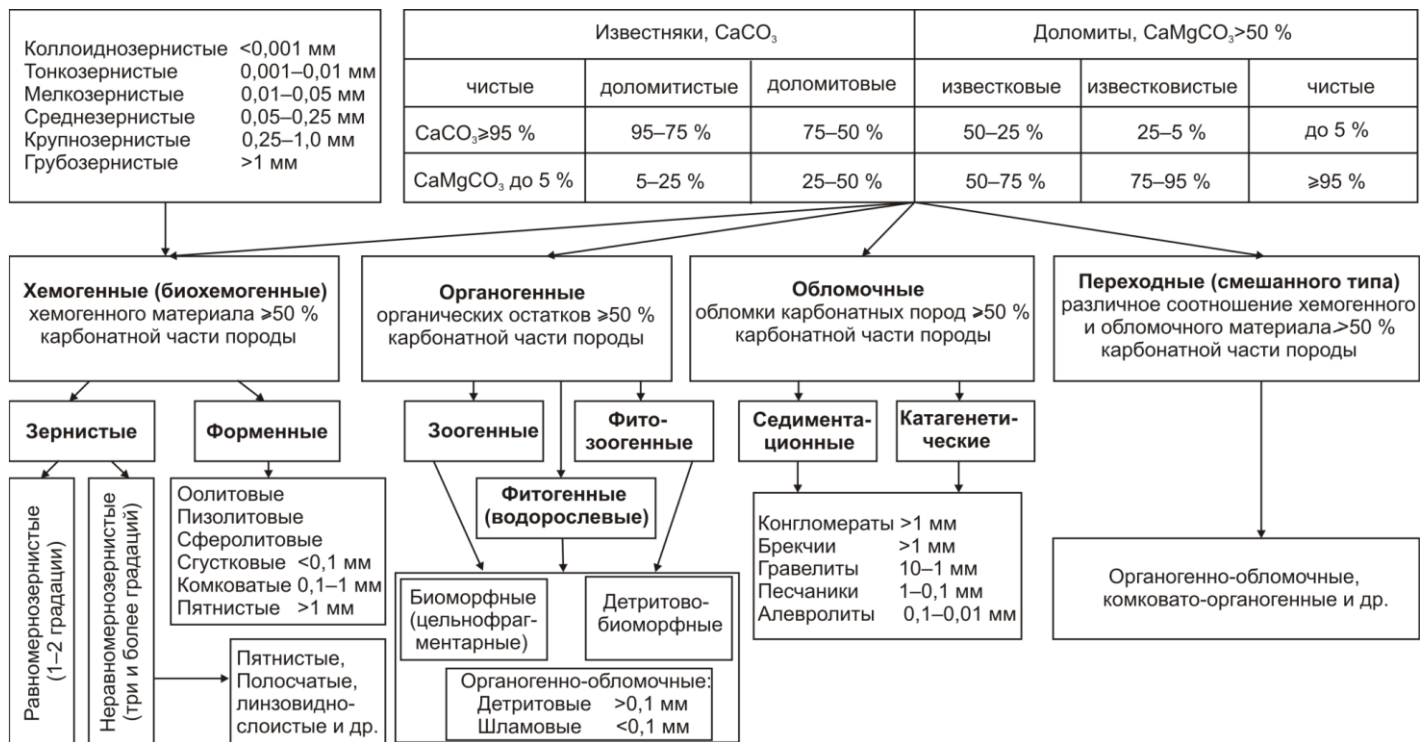 Коллоиднозернистые <0,001 мм
Тонкозернистые 0,001–0,01 мм
Мелкозернистые 0,01–0,05 мм
Среднезернистые 0,05–0,25 мм
Крупнозернистые 0,25–1,0 мм
Грубозернистые >1 мм
Известняки, CaCO₃ Доломиты, CaMgCO₃>50 %
чистые доломитистые доломитовые известковые известковистые чистые
CaCO₃⩾95 % 95–75 % 75–50 % 50–25 % 25–5 % до 5 %
CaMgCO₃ до 5 % 5–25 % 25–50 % 50–75 % 75–95 % ⩾95 %
Хемогенные (биохемогенные)
хемогенного материала ⩾50 %
карбонатной части породы
Органогенные
органических остатков ⩾50 %
карбонатной части породы
Обломочные
обломки карбонатных пород ⩾50 %
карбонатной части породы
Переходные (смешанного типа)
различное соотношение хемогенного
и обломочного материала >50 %
карбонатной части породы
Зернистые
Форменные
Зоогенные
Фито-
зоогенные
Седимента-
ционные
Катагенети-
ческие
Равномернозернистые
(1–2 градации)
Неравномернозернистые
(три и более градаций)
Оолитовые
Пизолитовые
Сферолитовые
Сгустковые <0,1 мм
Комковатые 0,1–1 мм
Пятнистые >1 мм
Фитогенные
(водорослевые)
Конгломераты >1 мм
Брекчии >1 мм
Гравелиты 10–1 мм
Песчаники 1–0,1 мм
Алевролиты 0,1–0,01 мм
Органогенно-обломочные,
комковато-органогенные и др.
Биоморфные
(цельнофраг-
ментарные)
Детритово-
биоморфные
Пятнистые,
Полосчатые,
линзовидно-
слоистые и др.
Органогенно-обломочные:
Детритовые >0,1 мм
Шламовые <0,1 мм